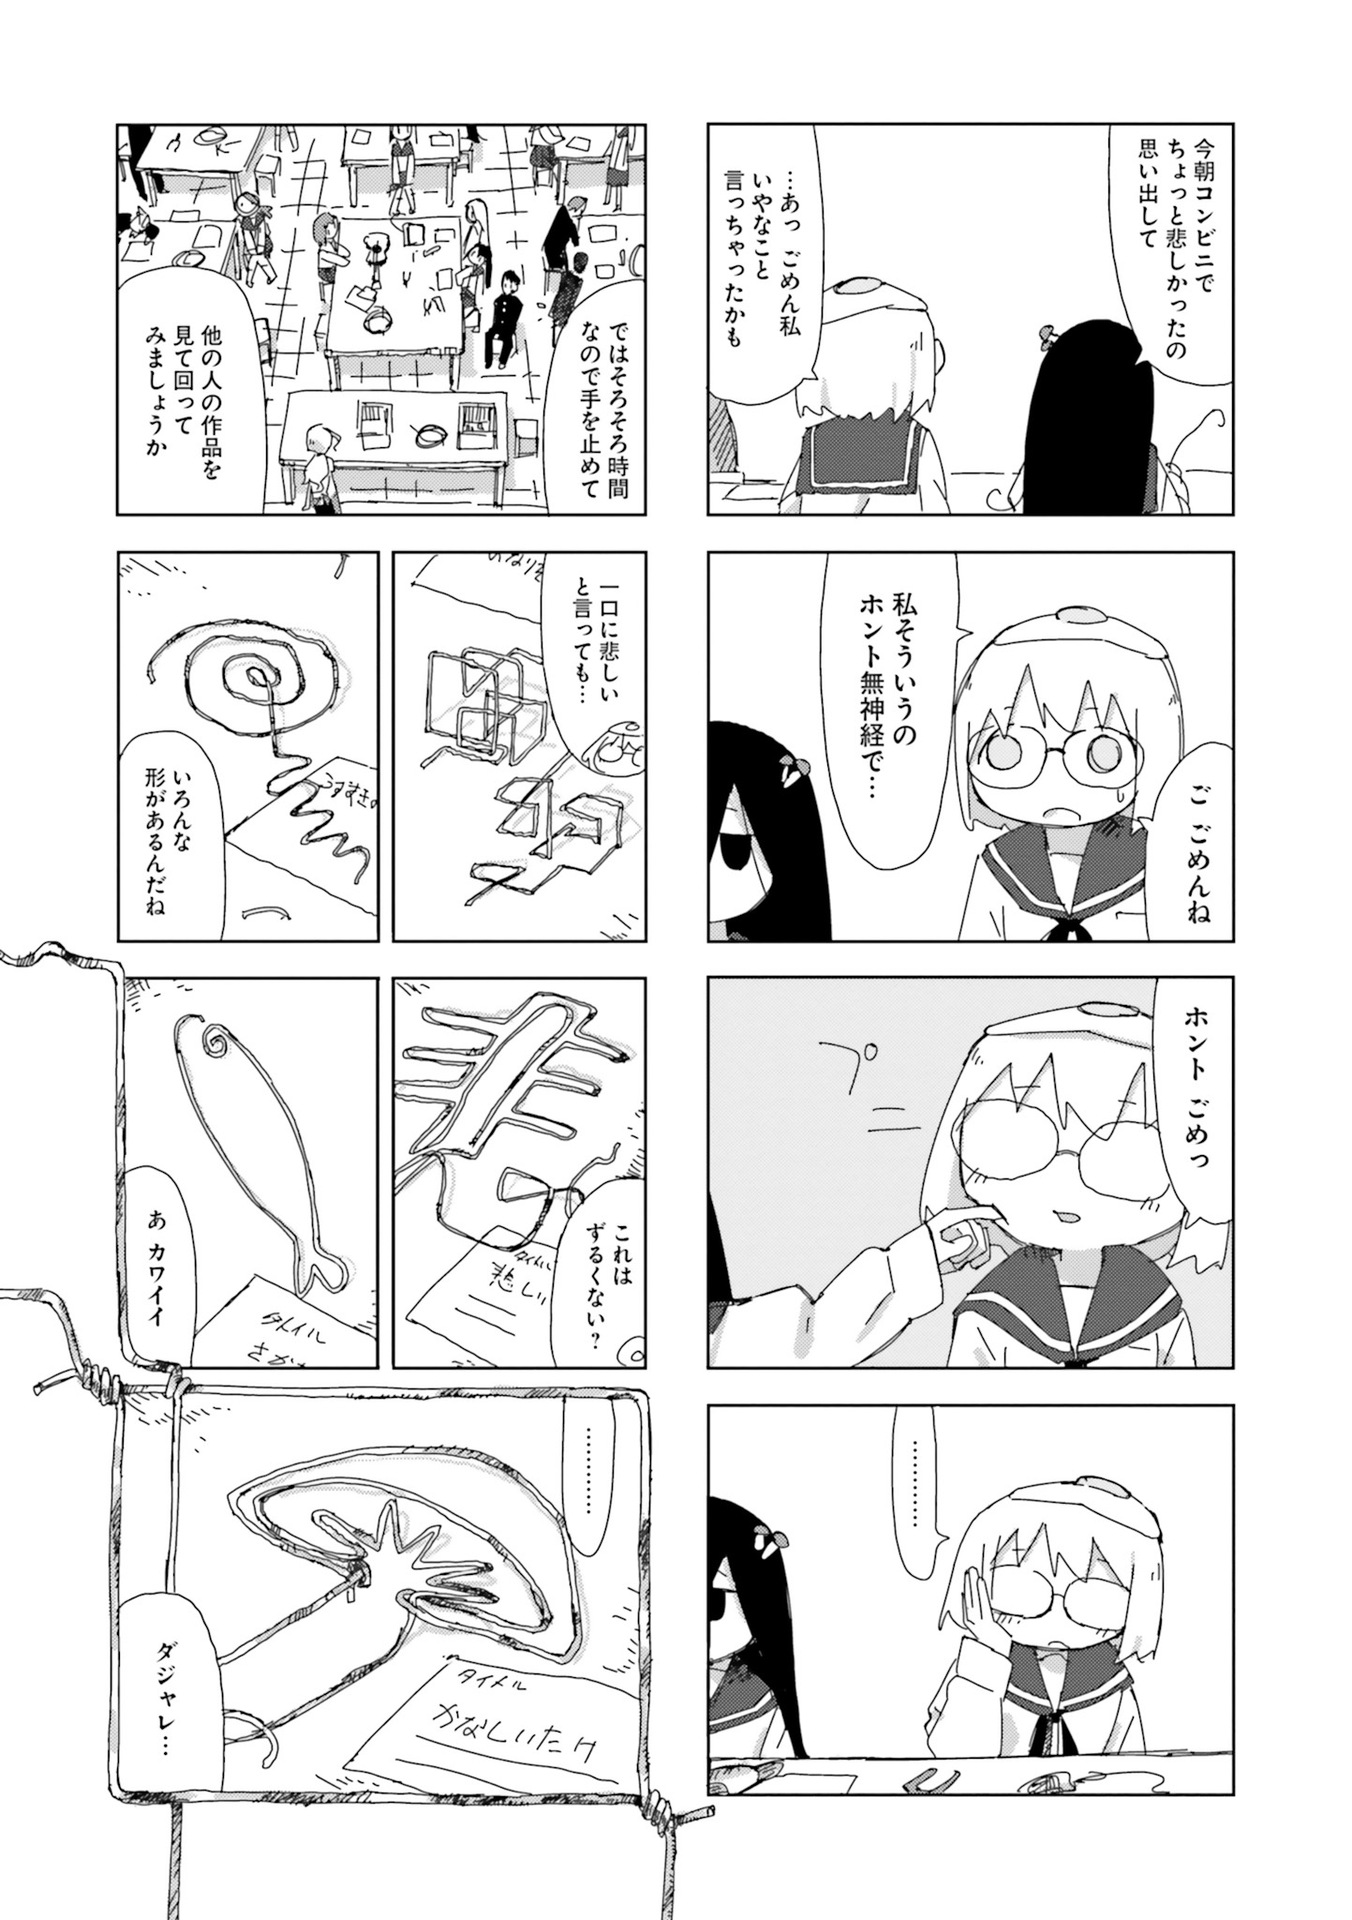 今朝コンビニで
ちょっと悲しかったの
思い出して
…あっ ごめん私
いやなこと
言っちゃったかも
ご ごめんね
私そういうの
ホント無神経で…
ホント ごめっ
プ
…………
ではそろそろ時間
なので手を止めて
他の人の作品を
見て回って
みましょうか
一口に悲しい
と言っても…
いろんな
形があるんだね
これは
ずるくない?
タイトル
悲しい
あ カワイイ
タイトル
さかな
…………
タイトル
かなしいたけ
ダジャレ…